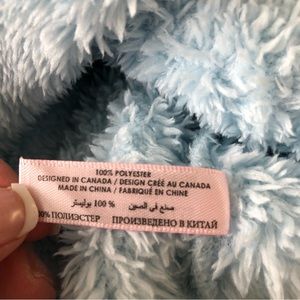 100% POLYESTER
DESIGNED IN CANADA / DESIGN CRÉÉ AU CANADA
MADE IN CHINA / FABRIQUÉ EN CHINE
صنع في الصين
100 % بوليستر
100% ПОЛИЭСТЕР ПРОИЗВЕДЕНО В КИТАЙ